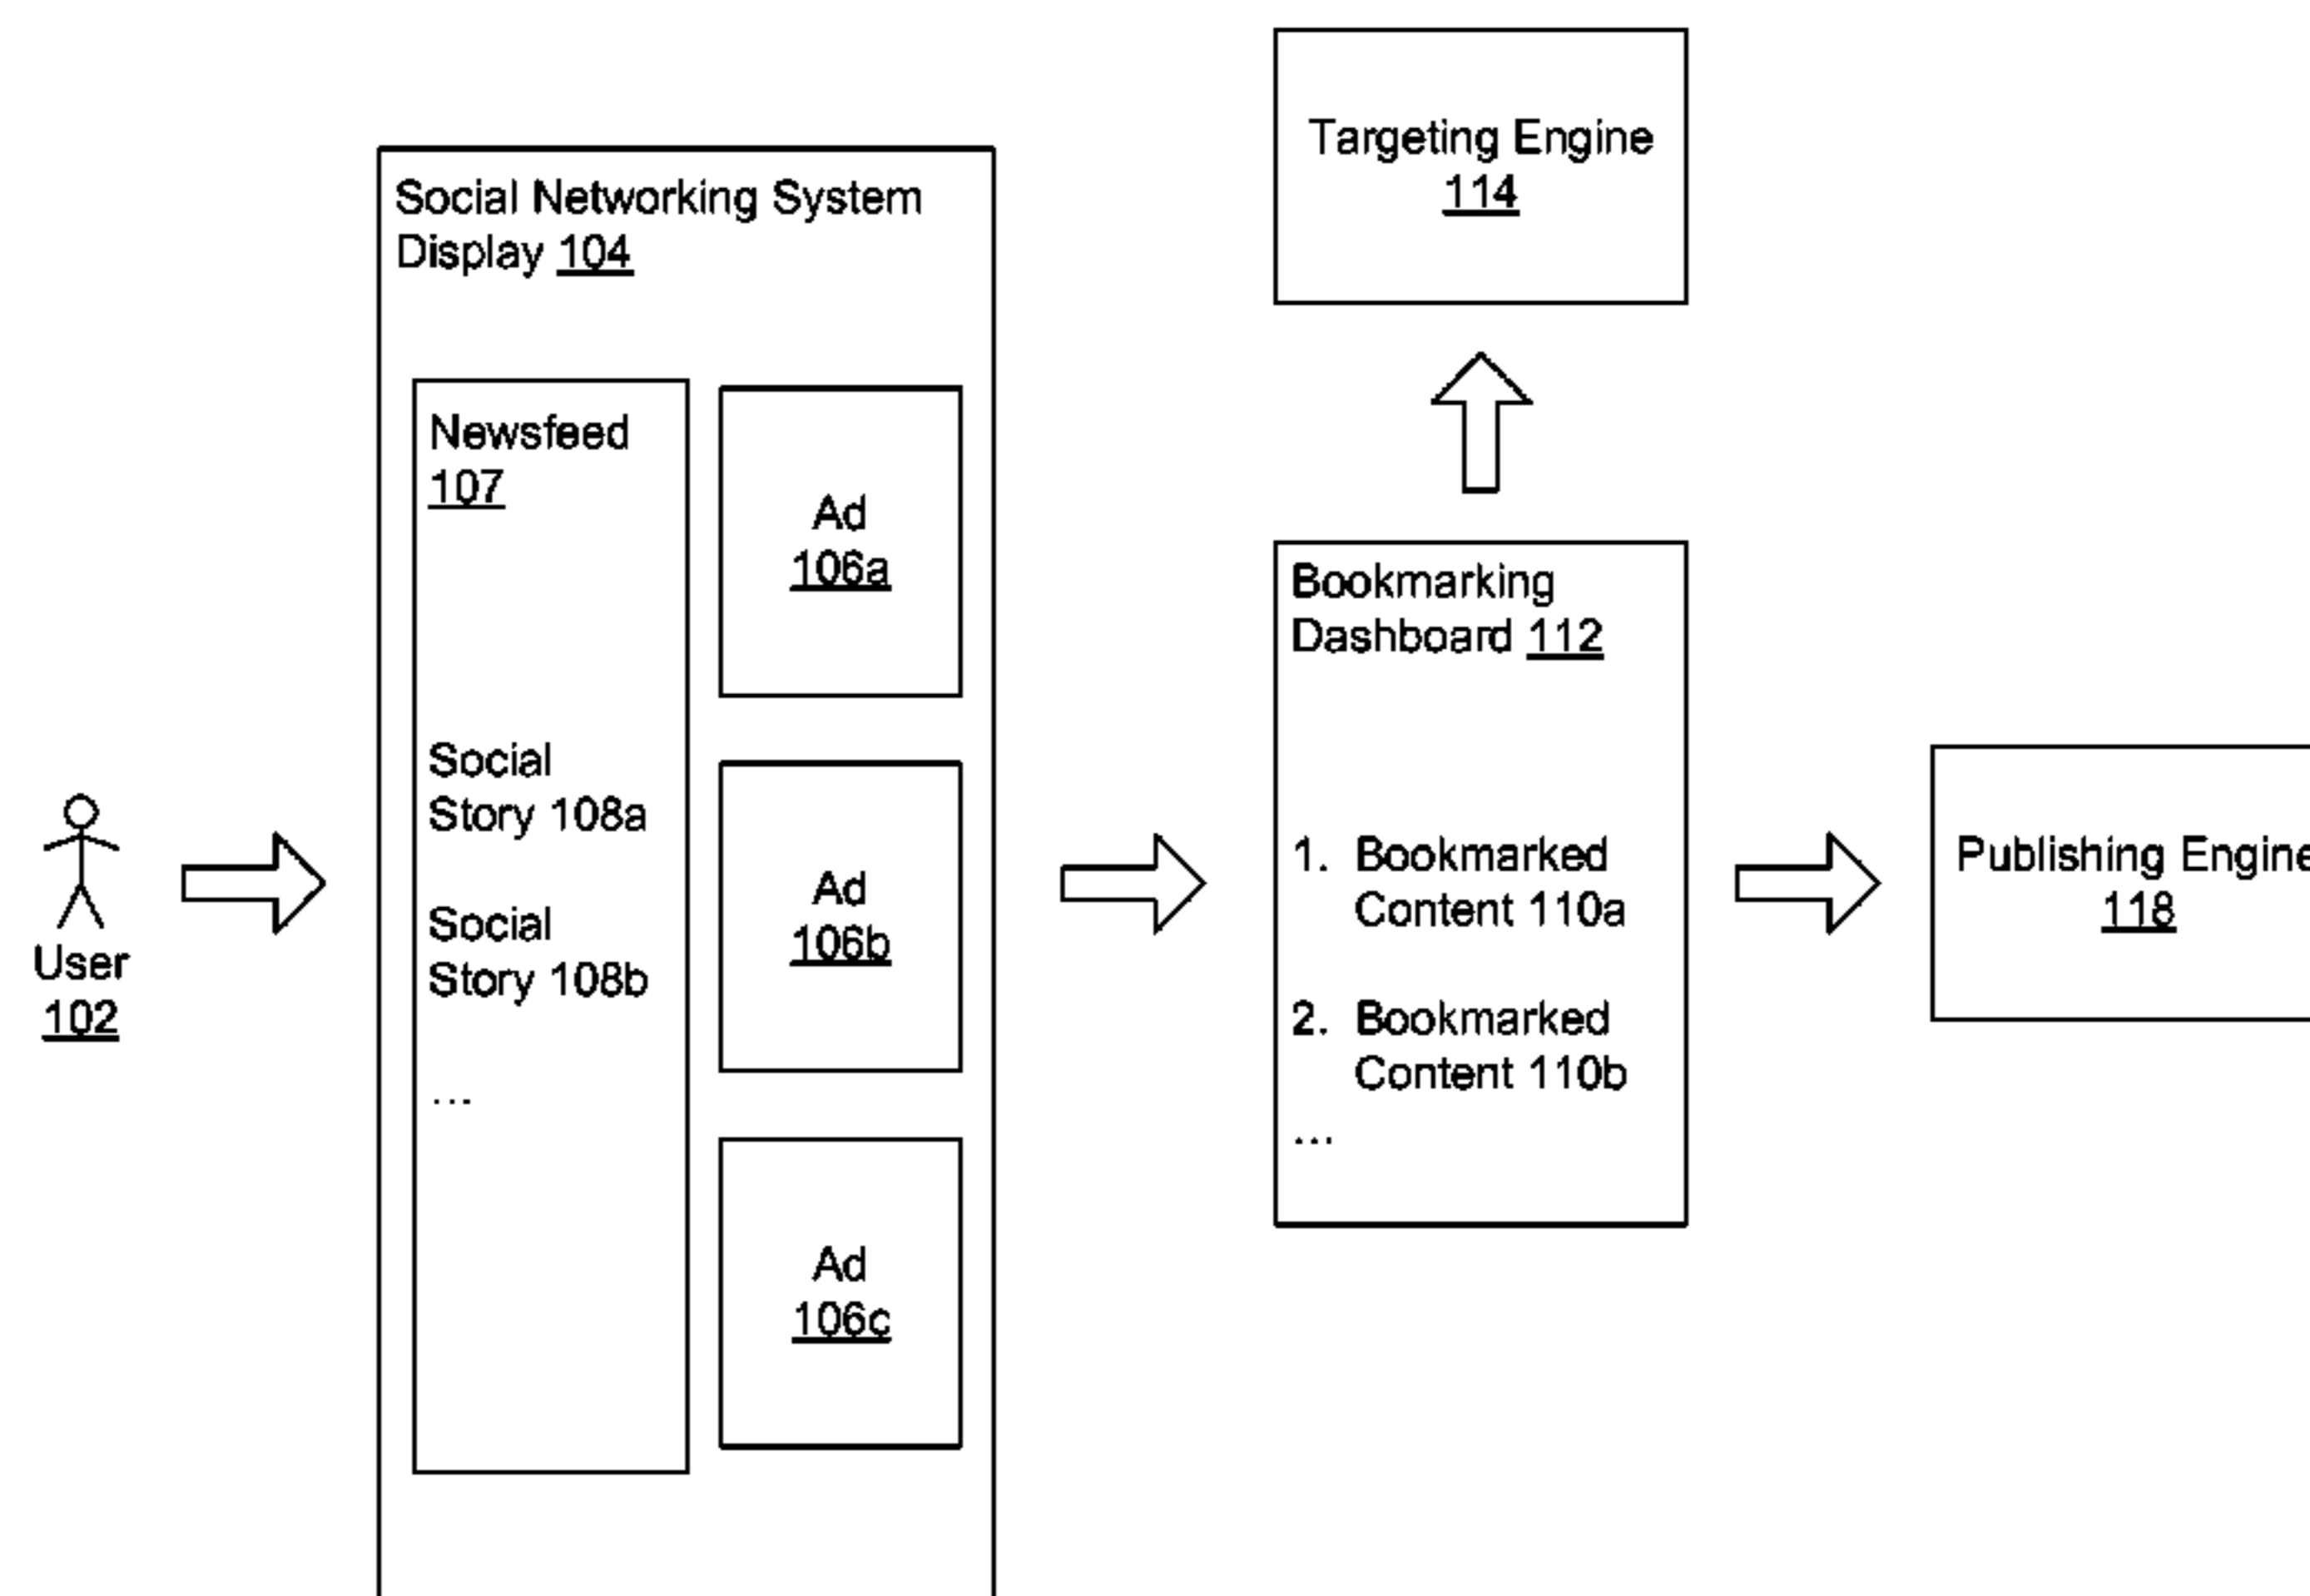 Targeting Engine
114
Social Networking System
Display 104
Newsfeed
107
Social
Story 108a
Social
Story 108b
...
Ad
106a
Ad
106b
Ad
106c
User
102
Bookmarking
Dashboard 112
1. Bookmarked
Content 110a
2. Bookmarked
Content 110b
...
Publishing Engine
118